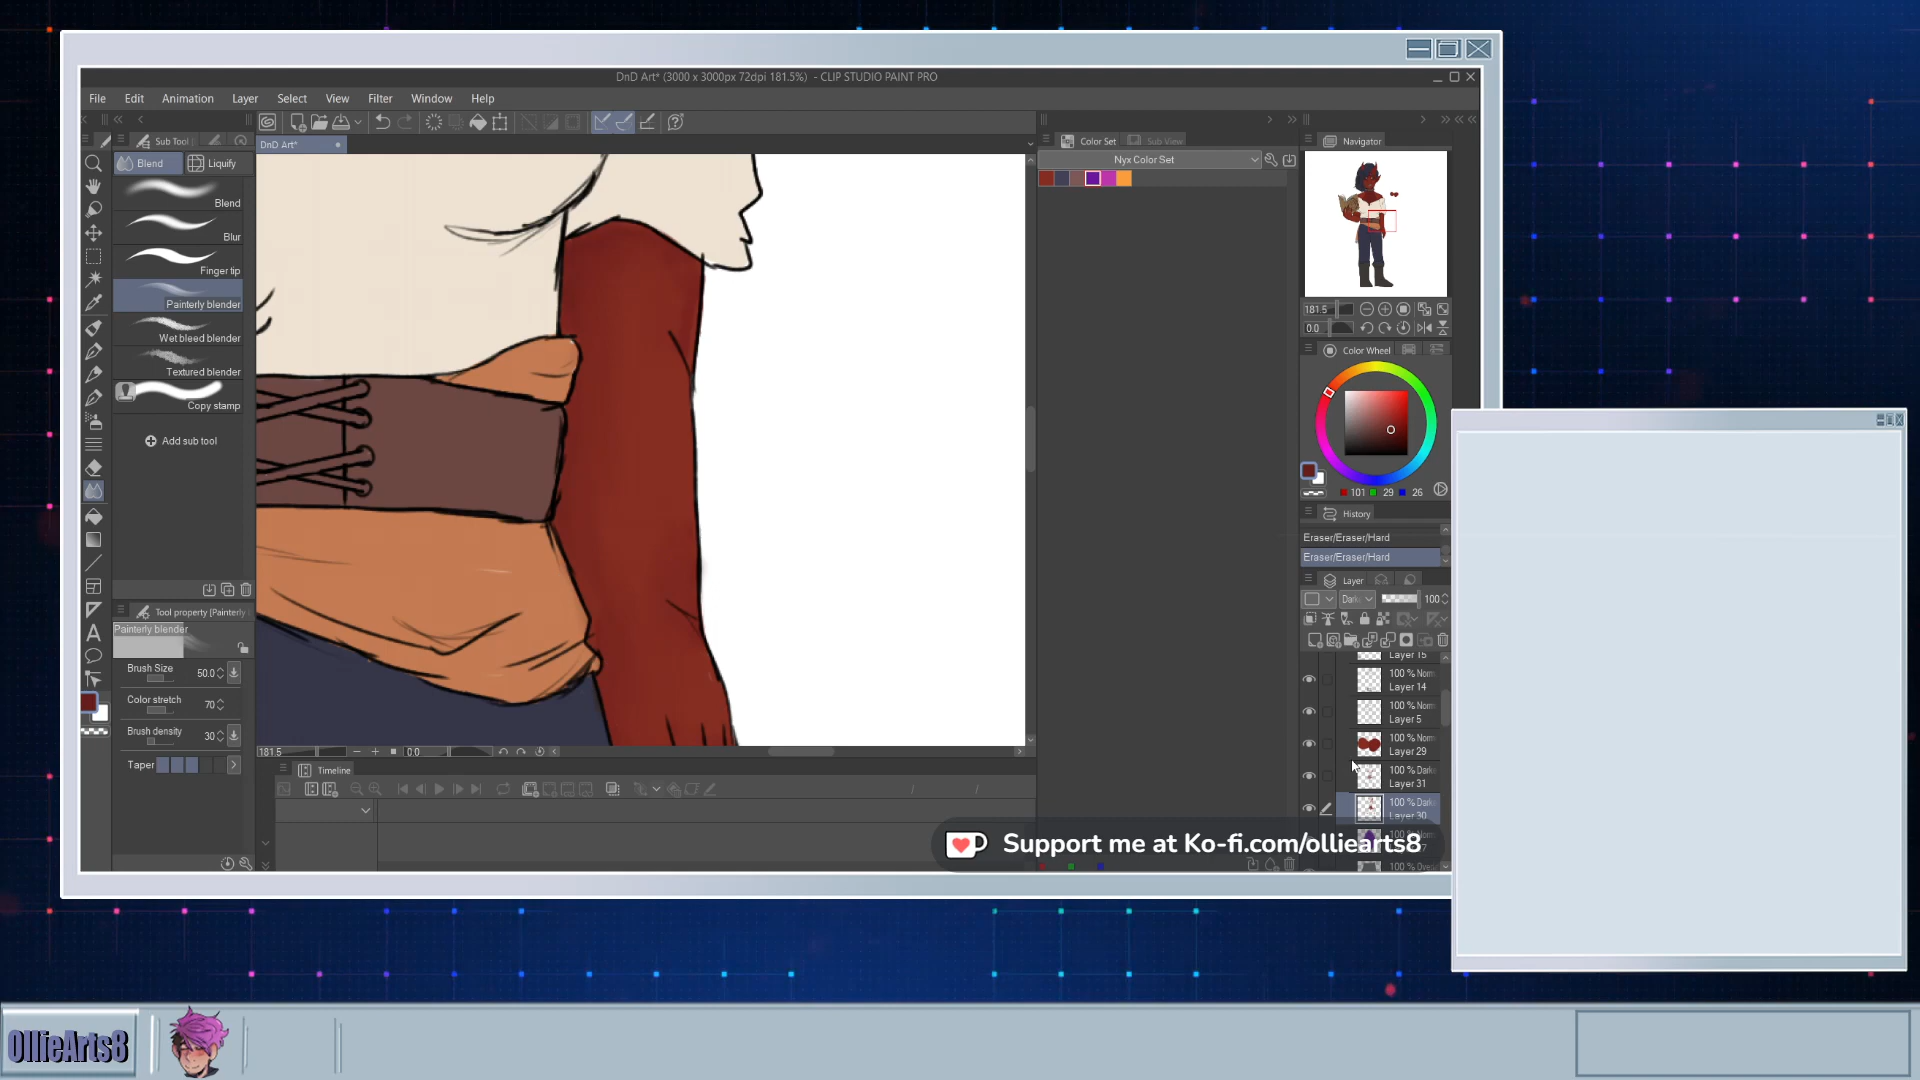 DnD Art* (3000 x 3000px 72dpi 181.5%) - CLIP STUDIO PAINT PRO
File Edit Animation Layer Select View Filter Window Help
Sub Tool
DnD Art*
Color Set
Sub View
Navigator
Blend
Liquify
Nyx Color Set
Blend
Blur
Finger tip
Painterly blender
Wet bleed blender
Textured blender
Copy stamp
Add sub tool
181.5
0.0
Color Wheel
101 29 26
History
Eraser/Eraser/Hard
Eraser/Eraser/Hard
Layer
Dark
100
Tool property [Painterly
Painterly blender
Brush Size 50.0
Color stretch 70
Brush density 30
Taper
Layer 15
100 % Norm
Layer 14
100 % Norm
Layer 5
100 % Norm
Layer 29
100 % Dark
Layer 31
100 % Dark
Layer 30
181.5
0.0
Timeline
Support me at Ko-fi.com/olliearts8
OllieArts8